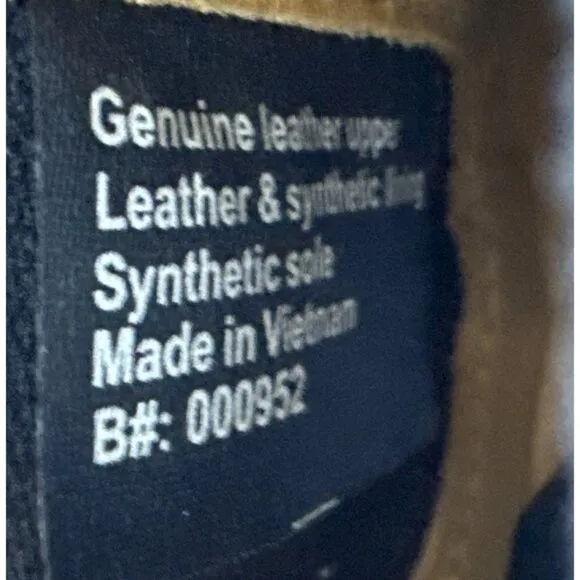 Genuine leather upper
Leather & synthetic lining
Synthetic sole
Made in Vietnam
B#: 000952